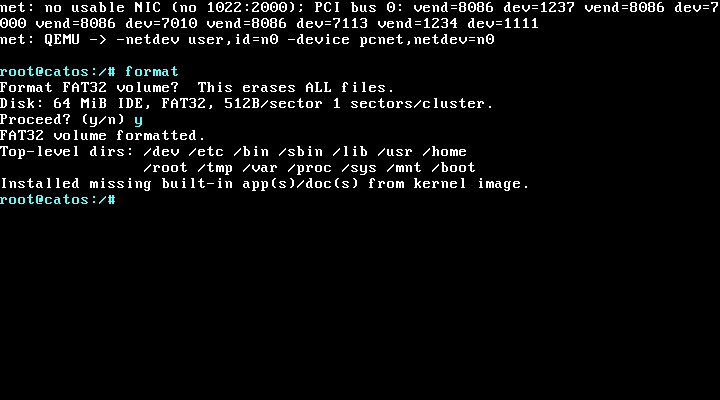 net: no usable NIC (no 1022:2000); PCI bus 0: vend=8086 dev=1237 vend=8086 dev=7
000 vend=8086 dev=7010 vend=8086 dev=7113 vend=1234 dev=1111
net: QEMU -> -netdev user,id=n0 -device pcnet,netdev=n0
root@catos:/# format
Format FAT32 volume?  This erases ALL files.
Disk: 64 MiB IDE, FAT32, 512B/sector 1 sectors/cluster.
Proceed? (y/n) y
FAT32 volume formatted.
Top-level dirs: /dev /etc /bin /sbin /lib /usr /home
                /root /tmp /var /proc /sys /mnt /boot
Installed missing built-in app(s)/doc(s) from kernel image.
root@catos:/#